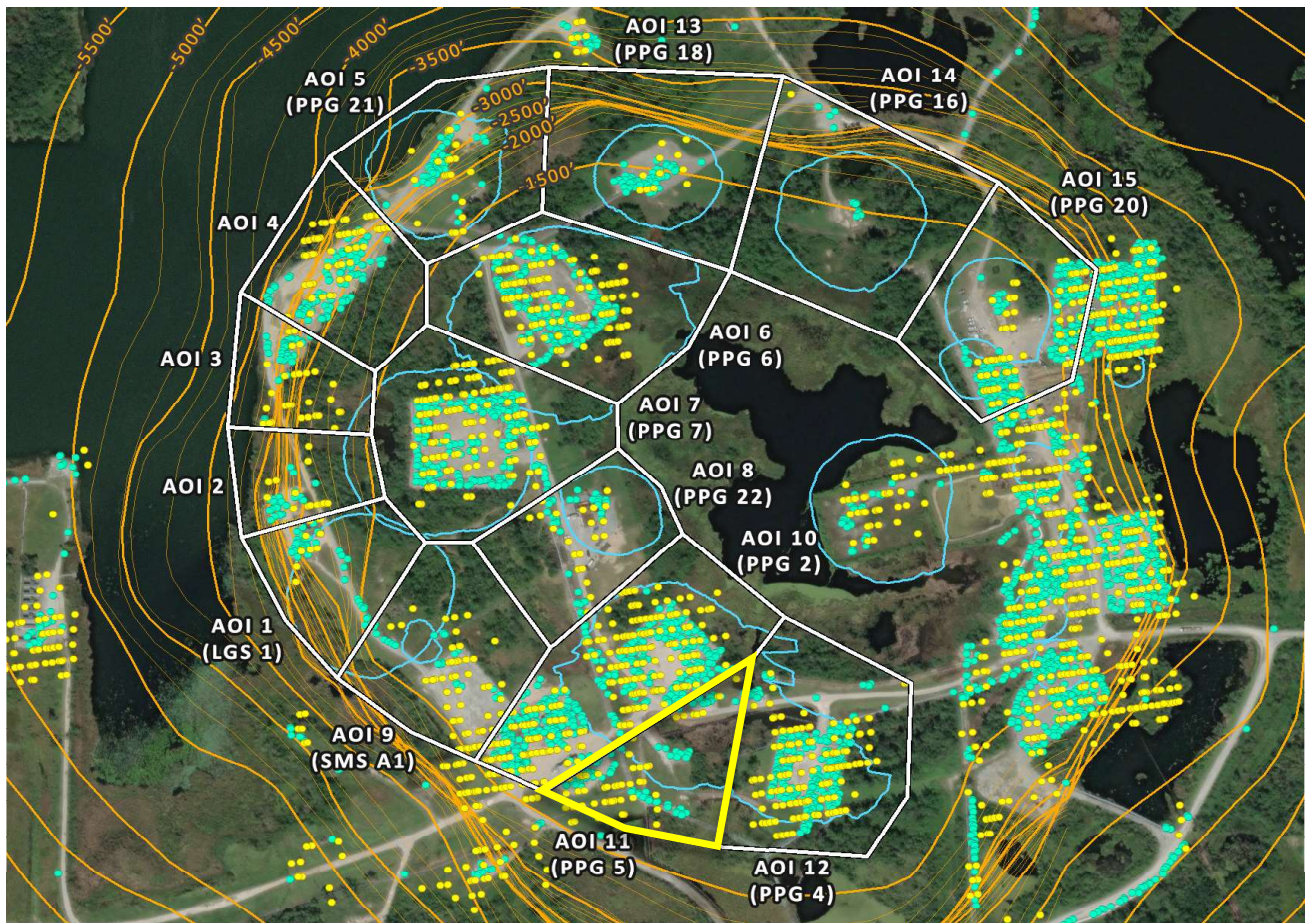 -5500'
-5000'
-4500'
-4000'
-3500'
-3000'
-2500'
-2000'
-1500'
AOI 13
(PPG 18)
AOI 5
(PPG 21)
AOI 14
(PPG 16)
AOI 15
(PPG 20)
AOI 4
AOI 3
AOI 6
(PPG 6)
AOI 7
(PPG 7)
AOI 2
AOI 8
(PPG 22)
AOI 10
(PPG 2)
AOI 1
(LGS 1)
AOI 9
(SMS A1)
AOI 11
(PPG 5)
AOI 12
(PPG 4)